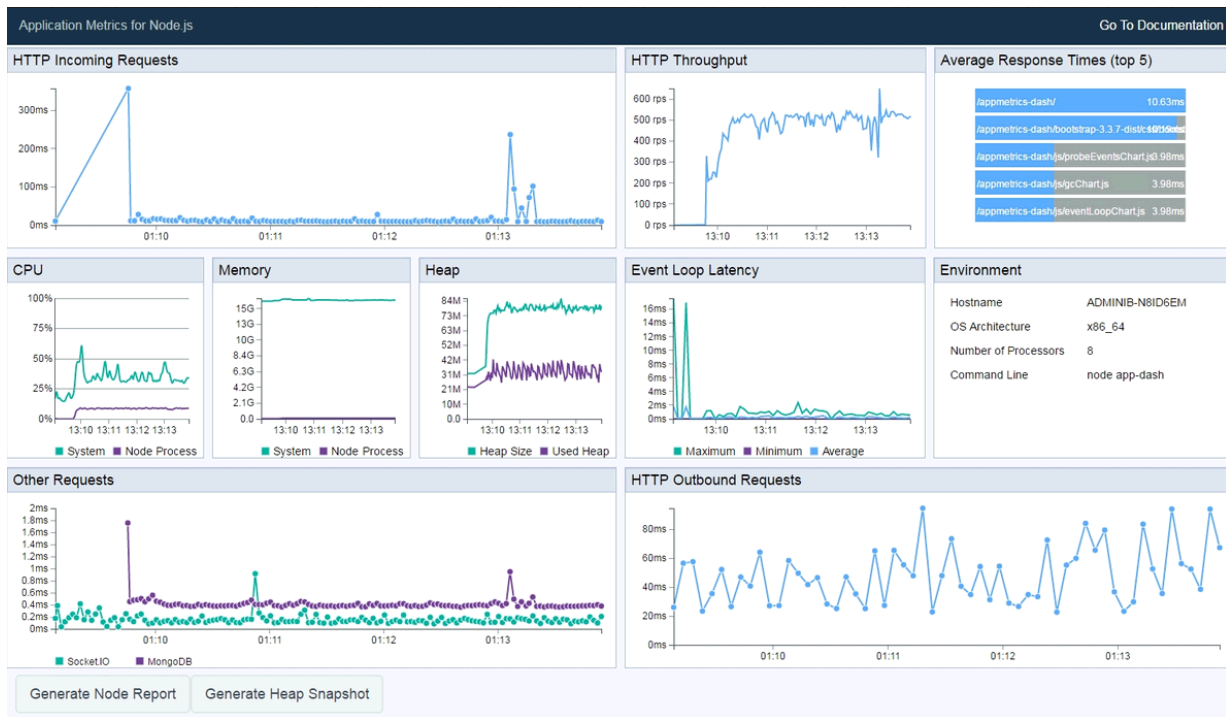 Application Metrics for Node.js
Go To Documentation
HTTP Incoming Requests
300ms
200ms
100ms
0ms
01:10 01:11 01:12 01:13
HTTP Throughput
600 rps
500 rps
400 rps
300 rps
200 rps
100 rps
0 rps
13:10 13:11 13:12 13:13
Average Response Times (top 5)
/appmetrics-dash/ 10.63ms
/appmetrics-dash/bootstrap-3.3.7-dist/css/
/appmetrics-dash/js/probeEventsChart.js 3.98ms
/appmetrics-dash/js/gcChart.js 3.98ms
/appmetrics-dash/js/eventLoopChart.js 3.98ms
CPU
100%
75%
50%
25%
0%
13:10 13:11 13:12 13:13
System Node Process
Memory
15G
13G
10G
8.4G
6.3G
4.2G
2.1G
0.0
13:10 13:11 13:12 13:13
System Node Process
Heap
84M
73M
63M
52M
42M
31M
21M
10M
0.0
13:10 13:11 13:12 13:13
Heap Size Used Heap
Event Loop Latency
16ms
14ms
12ms
10ms
8ms
6ms
4ms
2ms
0ms
13:10 13:11 13:12 13:13
Maximum Minimum Average
Environment
Hostname ADMINIB-N8ID6EM
OS Architecture x86_64
Number of Processors 8
Command Line node app-dash
Other Requests
2ms
1.8ms
1.6ms
1.4ms
1.2ms
1ms
0.8ms
0.6ms
0.4ms
0.2ms
0ms
01:10 01:11 01:12 01:13
Socket.IO MongoDB
HTTP Outbound Requests
80ms
60ms
40ms
20ms
0ms
01:10 01:11 01:12 01:13
Generate Node Report
Generate Heap Snapshot